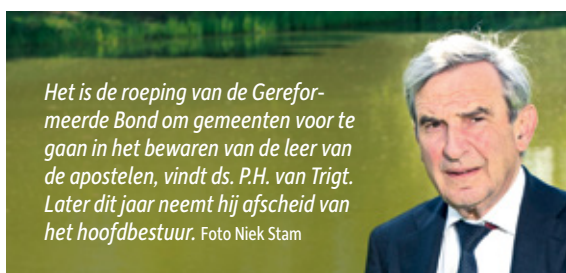 Het is de roeping van de Gerefor-
meerde Bond om gemeenten voor te
gaan in het bewaren van de leer van
de apostelen, vindt ds. P.H. van Trigt.
Later dit jaar neemt hij afscheid van
het hoofdbestuur. Foto Niek Stam